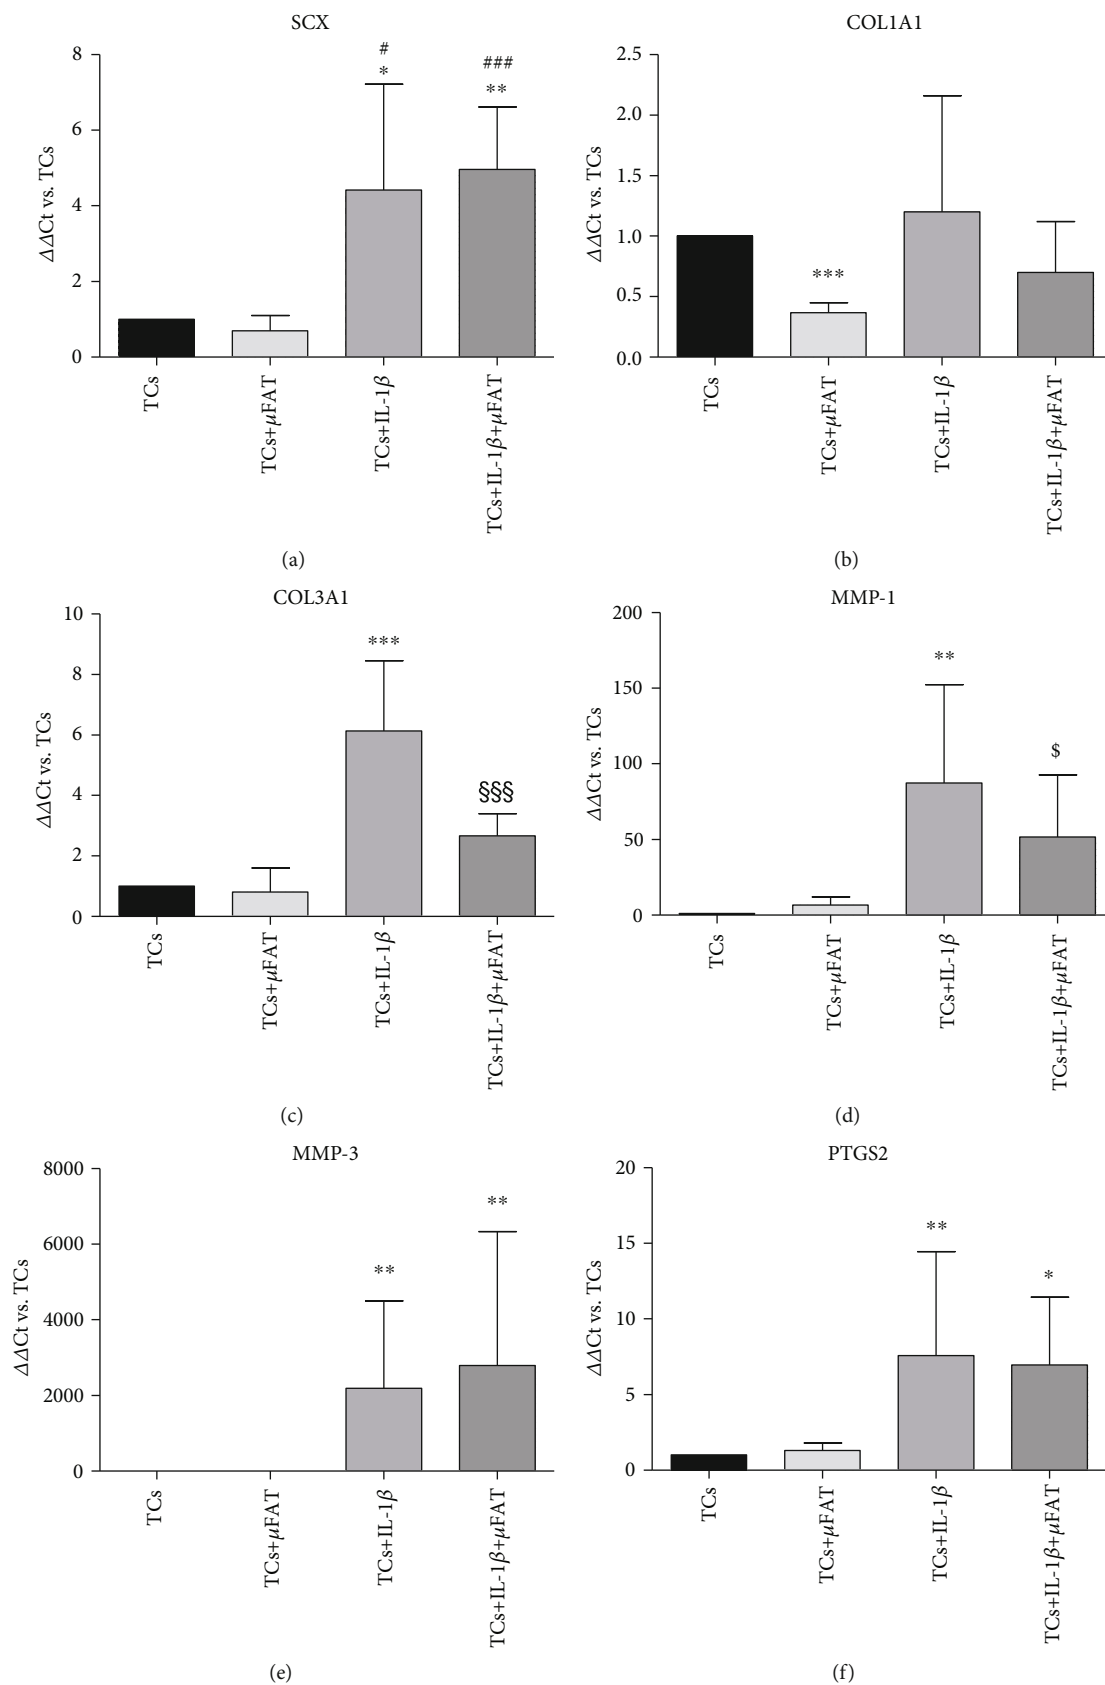 SCX
ΔΔCt vs. TCs
8
6
4
2
0
#
*
###
**
TCs
TCs+μFAT
TCs+IL-1β
TCs+IL-1β+μFAT
(a)
COL1A1
ΔΔCt vs. TCs
2.5
2.0
1.5
1.0
0.5
0.0
***
TCs
TCs+μFAT
TCs+IL-1β
TCs+IL-1β+μFAT
(b)
COL3A1
ΔΔCt vs. TCs
10
8
6
4
2
0
***
§§§
TCs
TCs+μFAT
TCs+IL-1β
TCs+IL-1β+μFAT
(c)
MMP-1
ΔΔCt vs. TCs
200
150
100
50
0
**
$
TCs
TCs+μFAT
TCs+IL-1β
TCs+IL-1β+μFAT
(d)
MMP-3
ΔΔCt vs. TCs
8000
6000
4000
2000
0
**
**
TCs
TCs+μFAT
TCs+IL-1β
TCs+IL-1β+μFAT
(e)
PTGS2
ΔΔCt vs. TCs
20
15
10
5
0
**
*
TCs
TCs+μFAT
TCs+IL-1β
TCs+IL-1β+μFAT
(f)